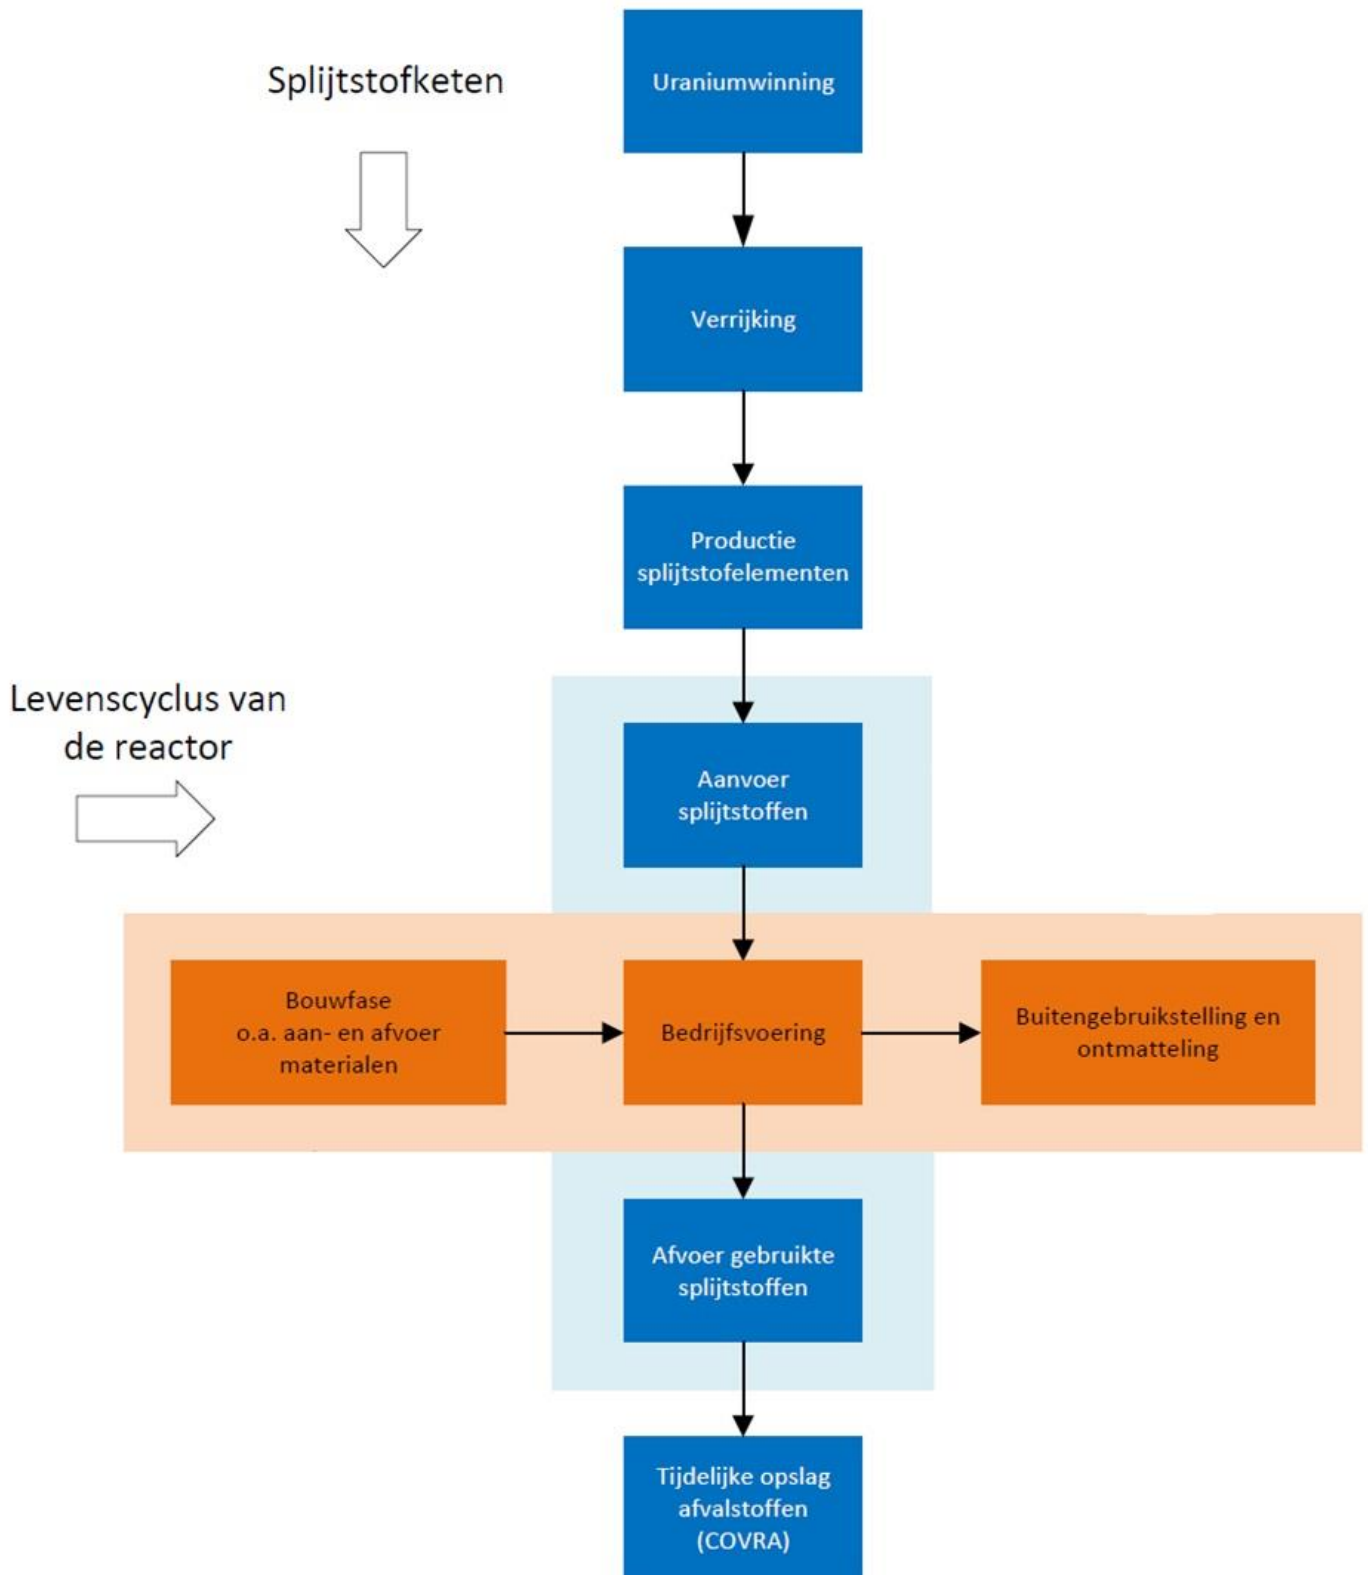 Splijtstofketen
Uraniumwinning
Verrijking
Productie
splijtstofelementen
Levenscyclus van
de reactor
Aanvoer
splijtstoffen
Bouwfase
o.a. aan- en afvoer
materialen
Bedrijfsvoering
Buitengebruikstelling en
ontmatteling
Afvoer gebruikte
splijtstoffen
Tijdelijke opslag
afvalstoffen
(COVRA)